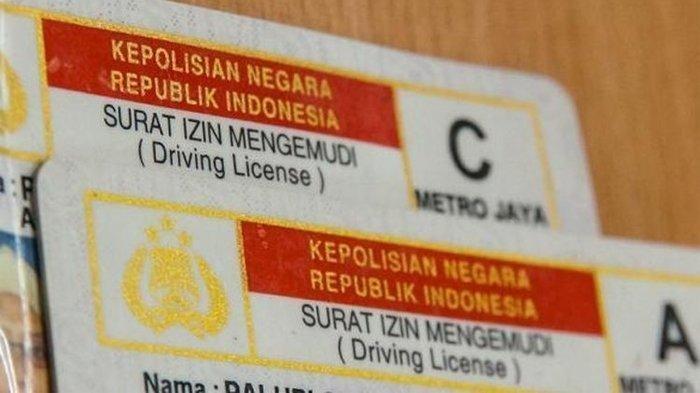 KEPOLISIAN NEGARA
REPUBLIK INDONESIA
SURAT IZIN MENGEMUDI
( Driving License )
C
METRO JAYA
KEPOLISIAN NEGARA
REPUBLIK INDONESIA
SURAT IZIN MENGEMUDI
( Driving License )
A
METRO
Nama :